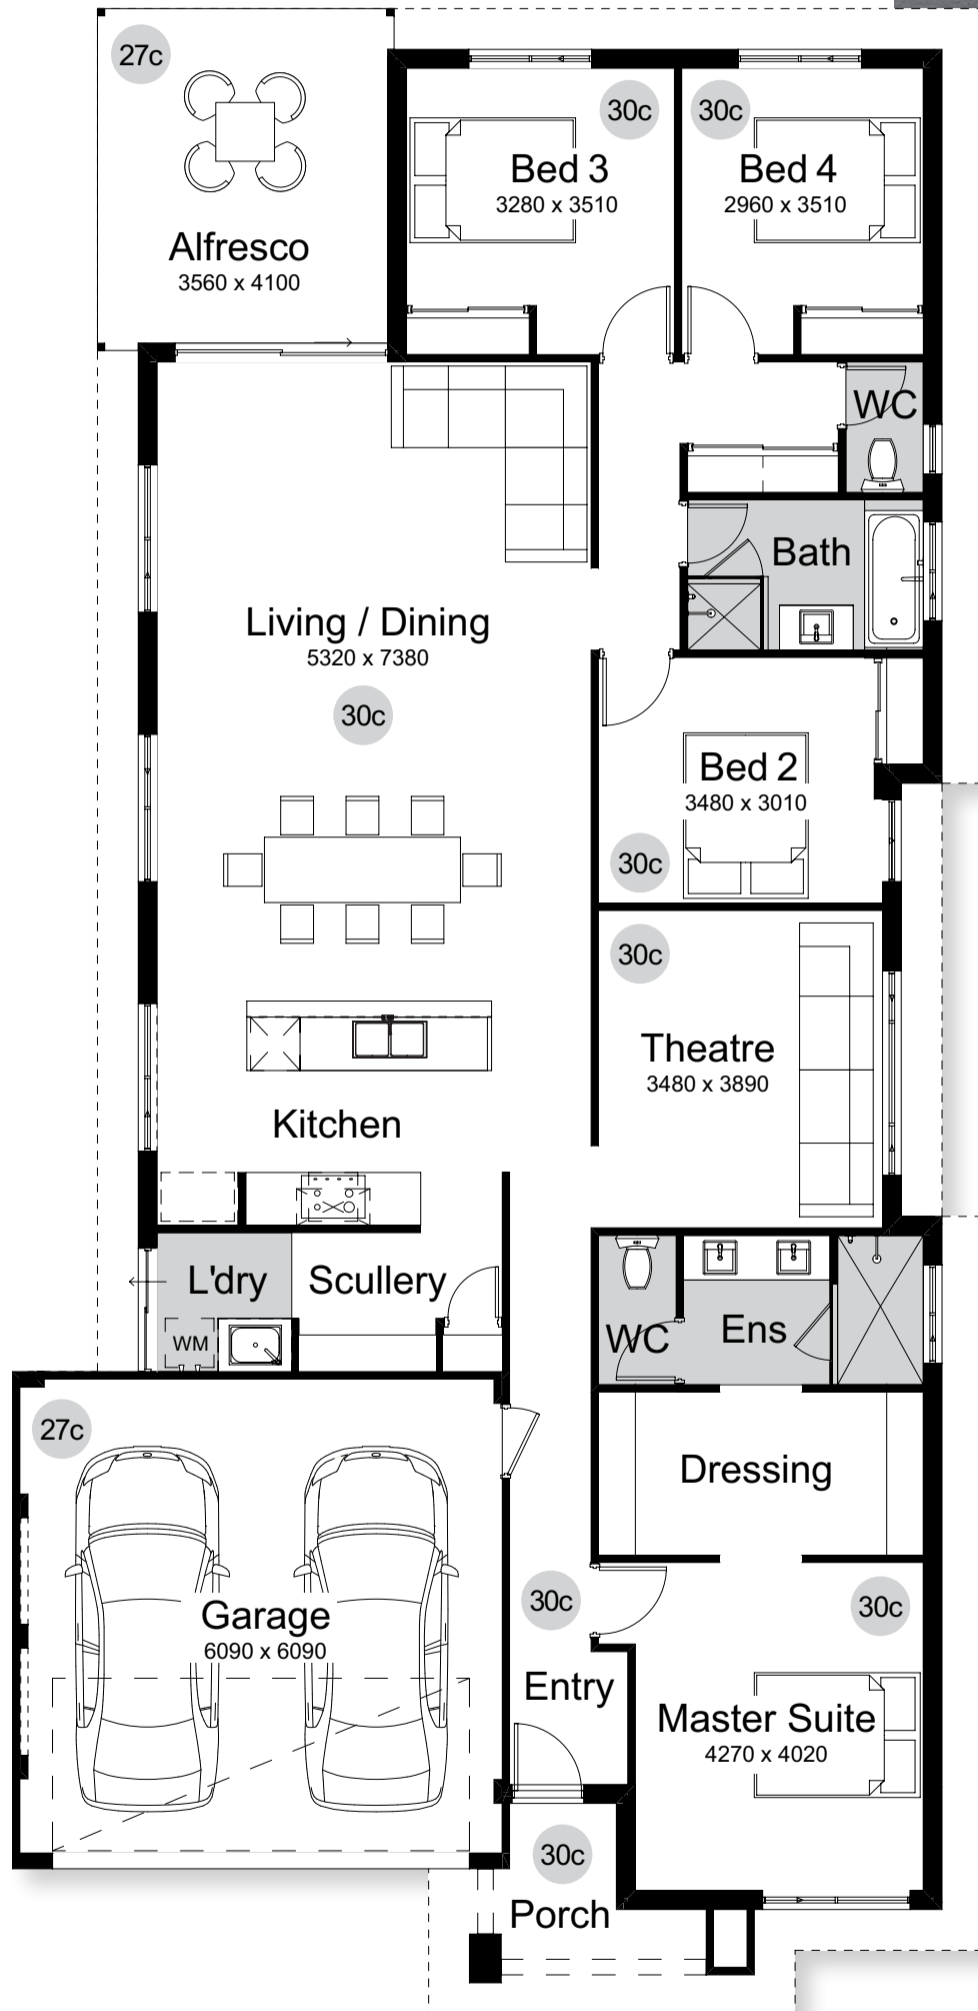 27c
30c
30c
Bed 3
3280 x 3510
Bed 4
2960 x 3510
Alfresco
3560 x 4100
WC
Bath
Living / Dining
5320 x 7380
30c
Bed 2
3480 x 3010
30c
30c
Theatre
3480 x 3890
Kitchen
L'dry
Scullery
WM
WC
Ens
27c
Dressing
30c
30c
Garage
6090 x 6090
Entry
Master Suite
4270 x 4020
30c
Porch